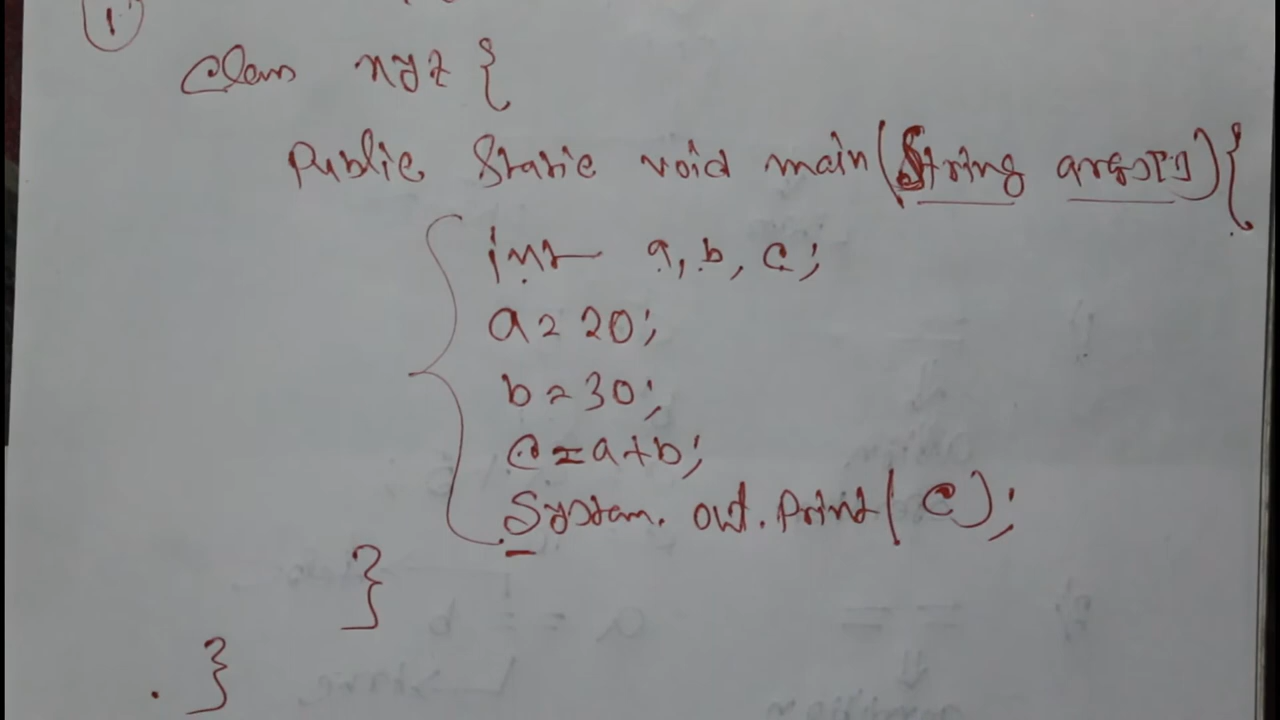 1
class xyz {
Public Static void main(String args[]){
int a, b, c;
a = 20;
b = 30;
c = a+b;
System. out. Print( c);
}
}